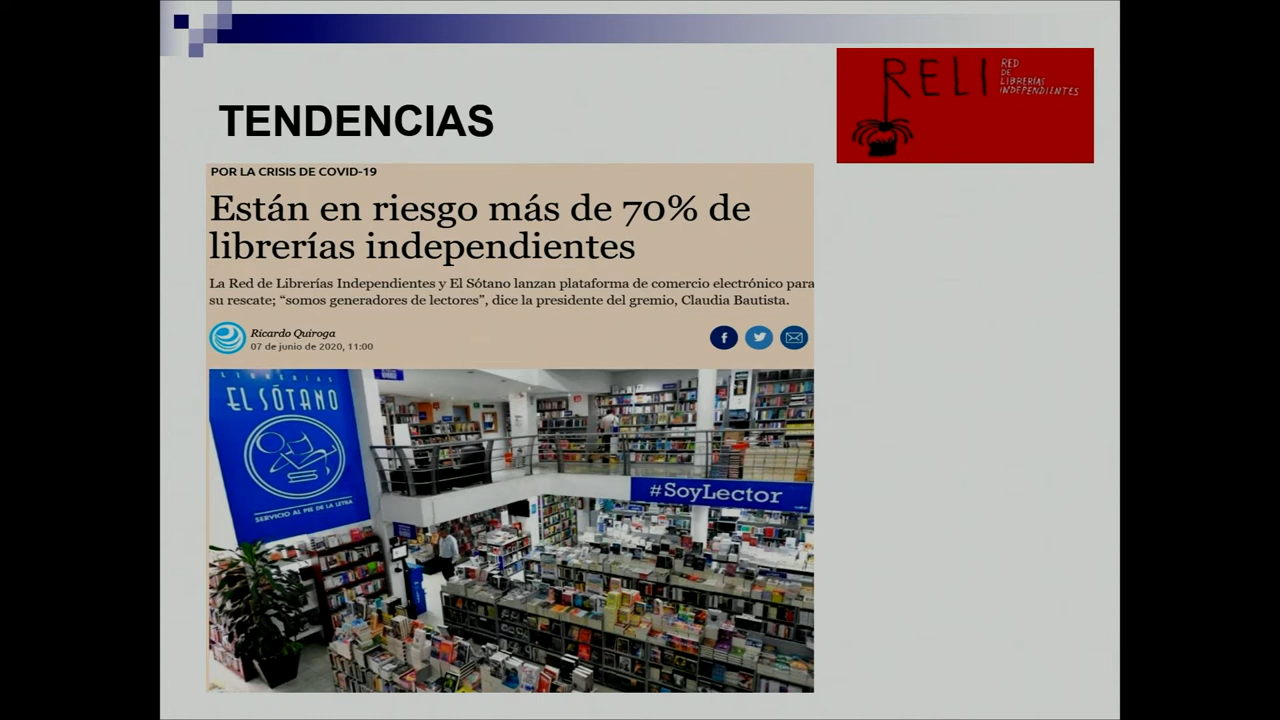 TENDENCIAS
RELI
RED
DE
LIBRERÍAS
INDEPENDIENTES
POR LA CRISIS DE COVID-19
Están en riesgo más de 70% de
librerías independientes
La Red de Librerías Independientes y El Sótano lanzan plataforma de comercio electrónico para
su rescate; “somos generadores de lectores”, dice la presidente del gremio, Claudia Bautista.
Ricardo Quiroga
07 de junio de 2020, 11:00
LIBRERÍAS
EL SÓTANO
SERVICIO AL PIE DE LA LETRA
#SoyLector